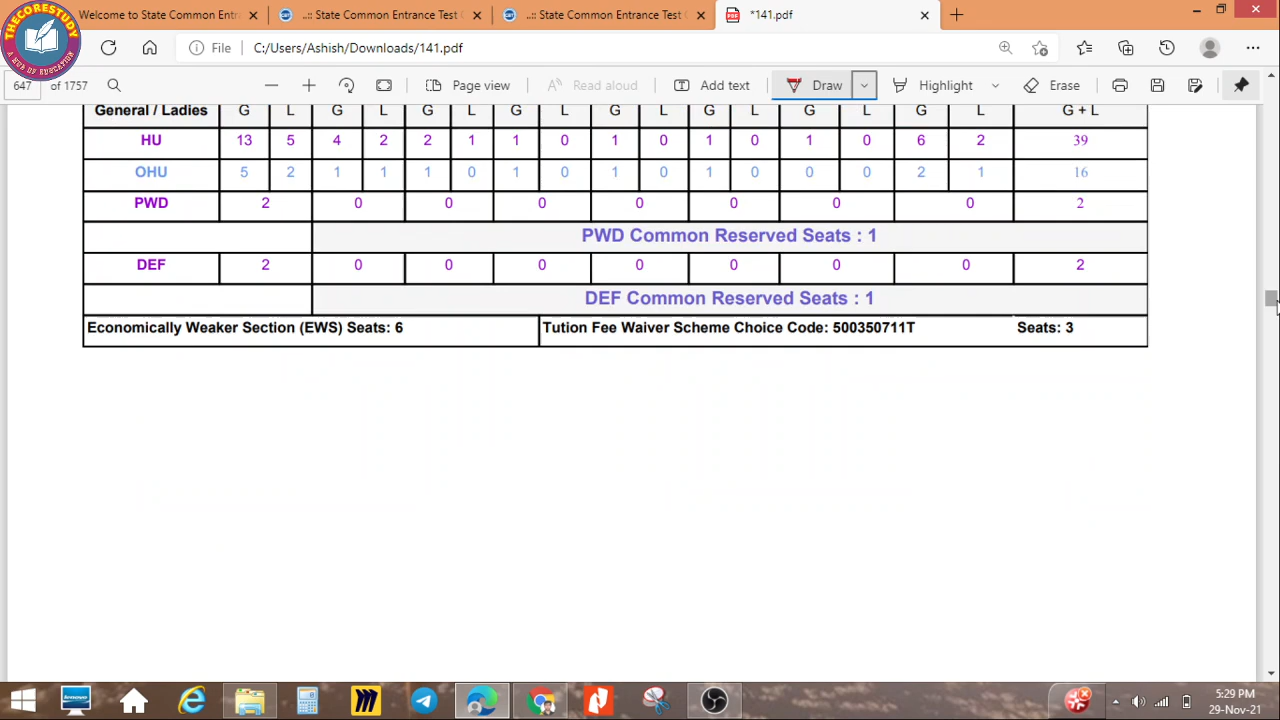 THECORESTUDY
A HUB OF EDUCATION
Welcome to State Common Entra
..:: State Common Entrance Test C
..:: State Common Entrance Test C
*141.pdf
File C:/Users/Ashish/Downloads/141.pdf
647 of 1757 Page view Read aloud Add text Draw Highlight Erase
General / Ladies G L G L G L G L G L G L G L G L G + L
HU 13 5 4 2 2 1 1 0 1 0 1 0 1 0 6 2 39
OHU 5 2 1 1 1 0 1 0 1 0 1 0 0 0 2 1 16
PWD 2 0 0 0 0 0 0 0 2
PWD Common Reserved Seats : 1
DEF 2 0 0 0 0 0 0 0 2
DEF Common Reserved Seats : 1
Economically Weaker Section (EWS) Seats: 6 Tution Fee Waiver Scheme Choice Code: 500350711T Seats: 3
5:29 PM
29-Nov-21